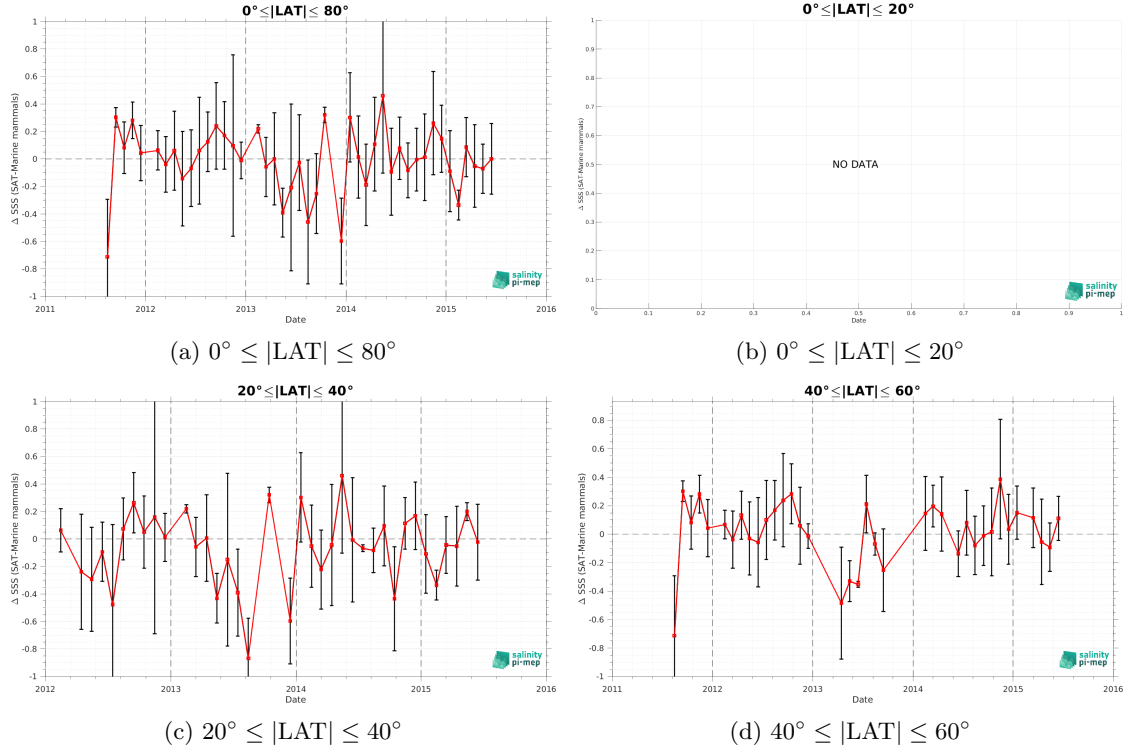 0°≤|LAT|≤ 80°
Δ SSS (SAT-Marine mammals)
1
0.8
0.6
0.4
0.2
0
-0.2
-0.4
-0.6
-0.8
-1
2011 2012 2013 2014 2015 2016
Date
salinity
pi-mep
(a) 0° ≤ |LAT| ≤ 80°
0°≤|LAT|≤ 20°
Δ SSS (SAT-Marine mammals)
1
0.9
0.8
0.7
0.6
0.5
0.4
0.3
0.2
0.1
0
NO DATA
0 0.1 0.2 0.3 0.4 0.5 0.6 0.7 0.8 0.9 1
Date
salinity
pi-mep
(b) 0° ≤ |LAT| ≤ 20°
20°≤|LAT|≤ 40°
Δ SSS (SAT-Marine mammals)
1
0.8
0.6
0.4
0.2
0
-0.2
-0.4
-0.6
-0.8
-1
2012 2013 2014 2015 2016
Date
salinity
pi-mep
(c) 20° ≤ |LAT| ≤ 40°
40°≤|LAT|≤ 60°
Δ SSS (SAT-Marine mammals)
0.8
0.6
0.4
0.2
0
-0.2
-0.4
-0.6
-0.8
-1
2011 2012 2013 2014 2015 2016
Date
salinity
pi-mep
(d) 40° ≤ |LAT| ≤ 60°